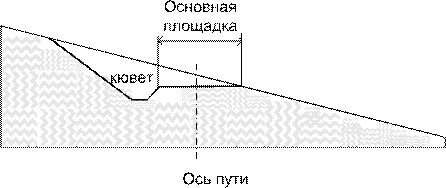 Основная
площадка
кювет
Ось пути